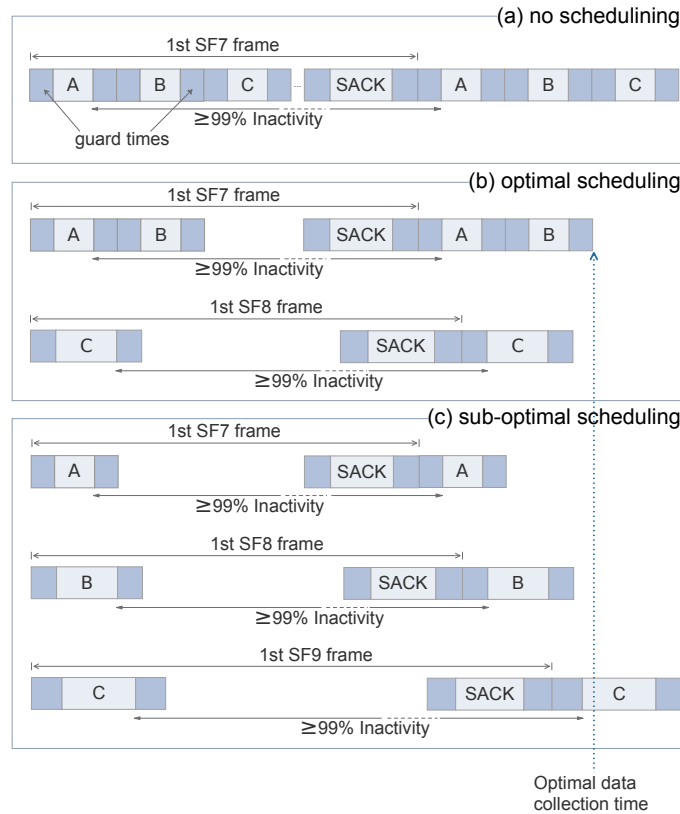 (a) no schedulining
1st SF7 frame
A B C ... SACK A B C
guard times
≥99% Inactivity
(b) optimal scheduling
1st SF7 frame
A B SACK A B
≥99% Inactivity
1st SF8 frame
C SACK C
≥99% Inactivity
(c) sub-optimal scheduling
1st SF7 frame
A SACK A
≥99% Inactivity
1st SF8 frame
B SACK B
≥99% Inactivity
1st SF9 frame
C SACK C
≥99% Inactivity
Optimal data
collection time